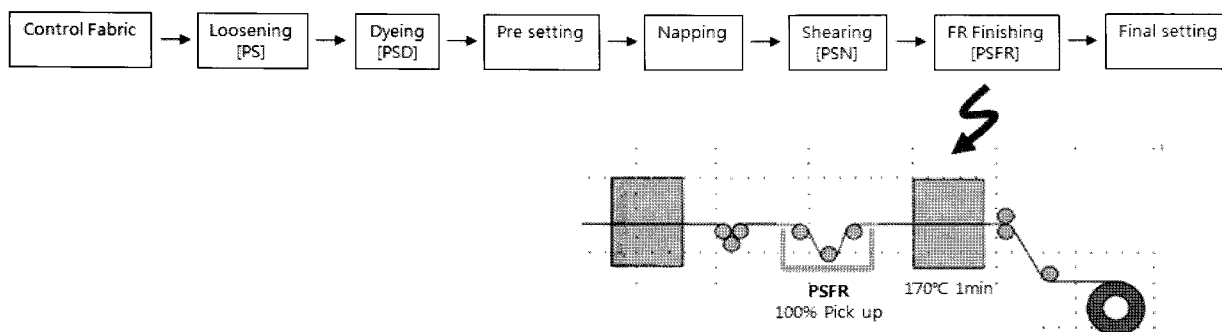 Control Fabric
Loosening
[PS]
Dyeing
[PSD]
Pre setting
Napping
Shearing
[PSN]
FR Finishing
[PSFR]
Final setting
PSFR
100% Pick up
170℃ 1min